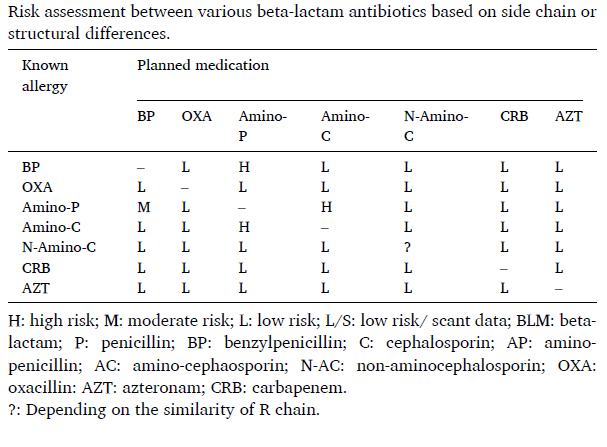 Risk assessment between various beta-lactam antibiotics based on side chain or
structural differences.
Known allergy Planned medication
BP OXA Amino-P Amino-C N-Amino-C CRB AZT
BP – L H L L L L
OXA L – L L L L L
Amino-P M L – H L L L
Amino-C L L H – L L L
N-Amino-C L L L L ? L L
CRB L L L L L – L
AZT L L L L L L –
H: high risk; M: moderate risk; L: low risk; L/S: low risk/ scant data; BLM: beta-
lactam; P: penicillin; BP: benzylpenicillin; C: cephalosporin; AP: amino-
penicillin; AC: amino-cephaosporin; N-AC: non-aminocephalosporin; OXA:
oxacillin: AZT: azteronam; CRB: carbapenem.
?: Depending on the similarity of R chain.